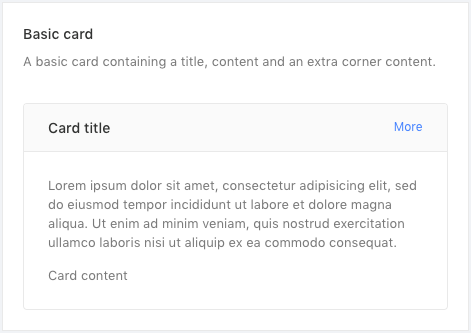 Basic card
A basic card containing a title, content and an extra corner content.
Card title
More
Lorem ipsum dolor sit amet, consectetur adipisicing elit, sed
do eiusmod tempor incididunt ut labore et dolore magna
aliqua. Ut enim ad minim veniam, quis nostrud exercitation
ullamco laboris nisi ut aliquip ex ea commodo consequat.
Card content